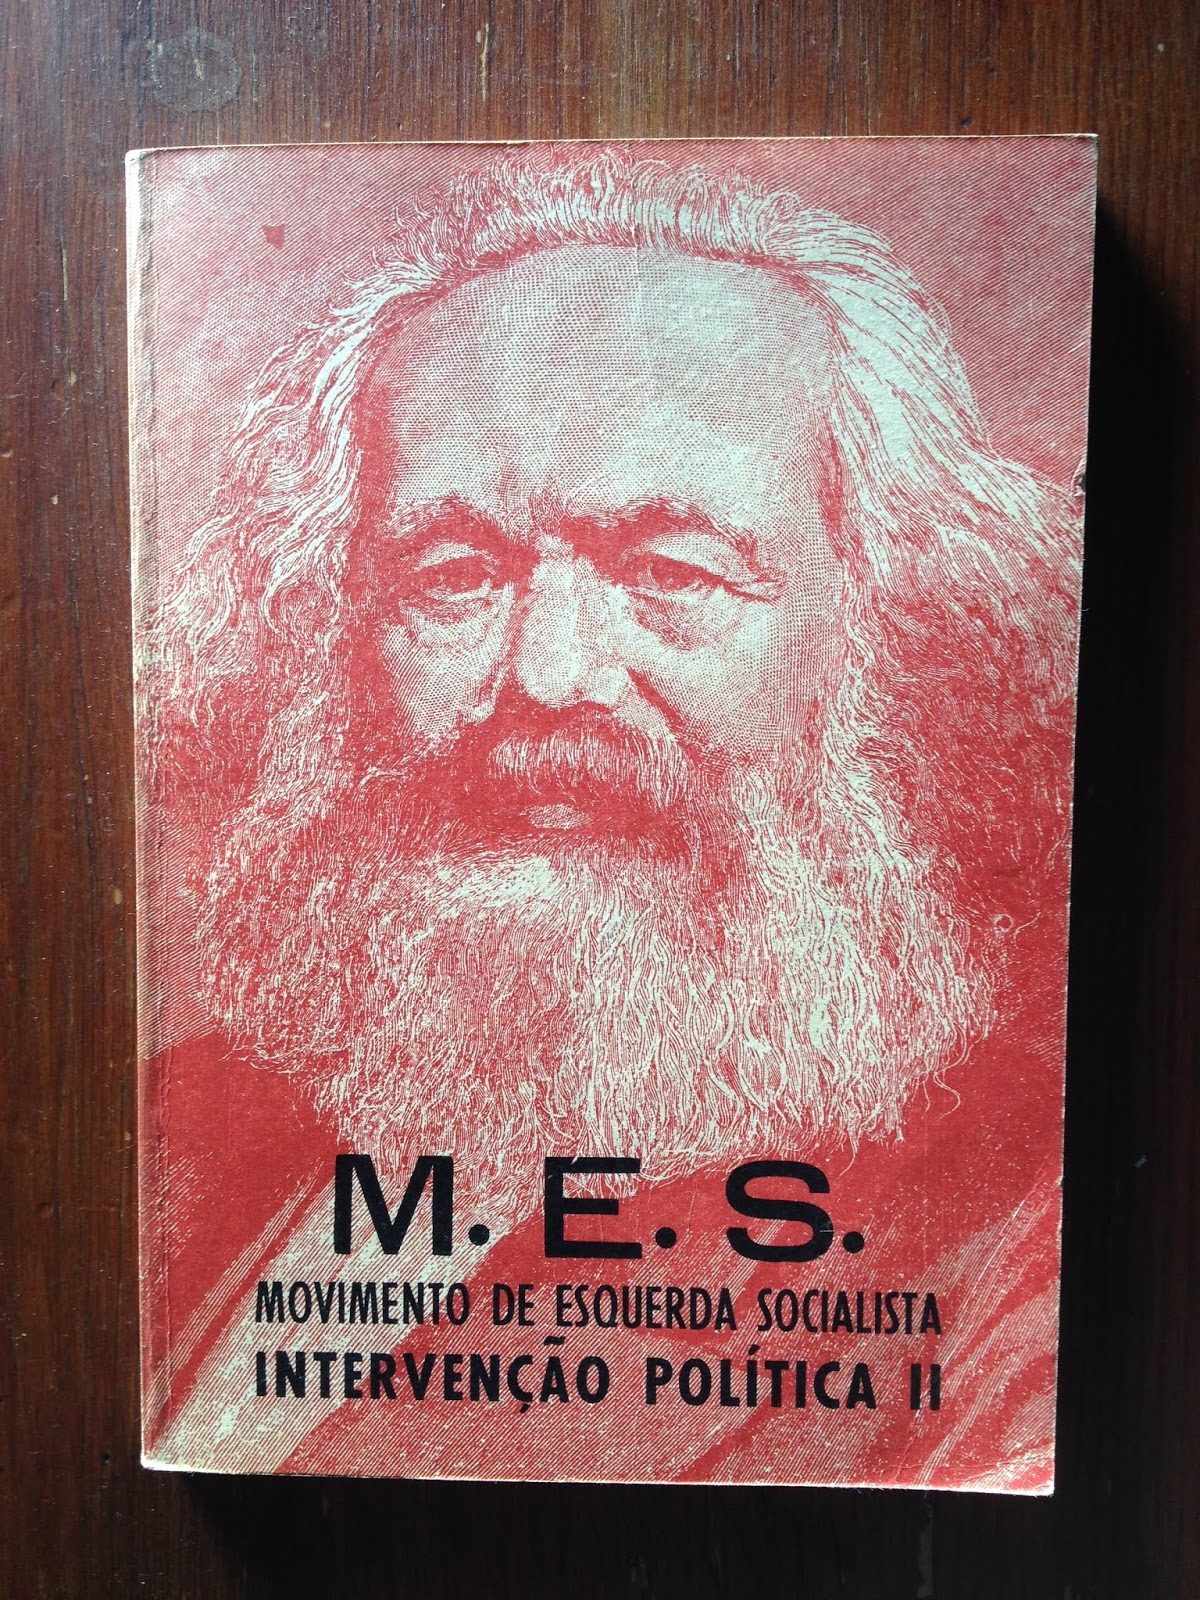 M. E. S.
MOVIMENTO DE ESQUERDA SOCIALISTA
INTERVENÇÃO POLÍTICA II